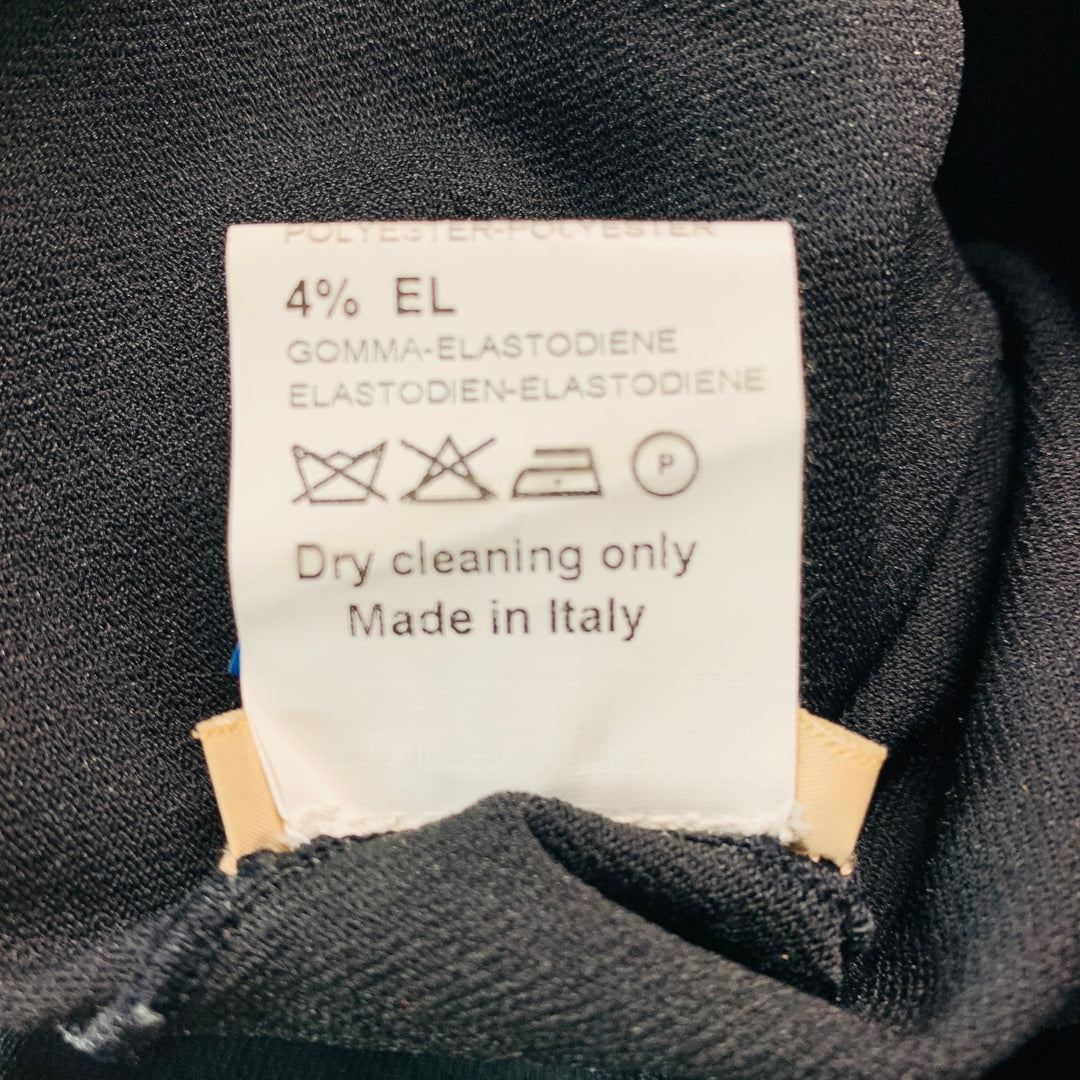 POLYESTER-POLYESTER
4% EL
GOMMA-ELASTODIENE
ELASTODIEN-ELASTODIENE
P
Dry cleaning only
Made in Italy